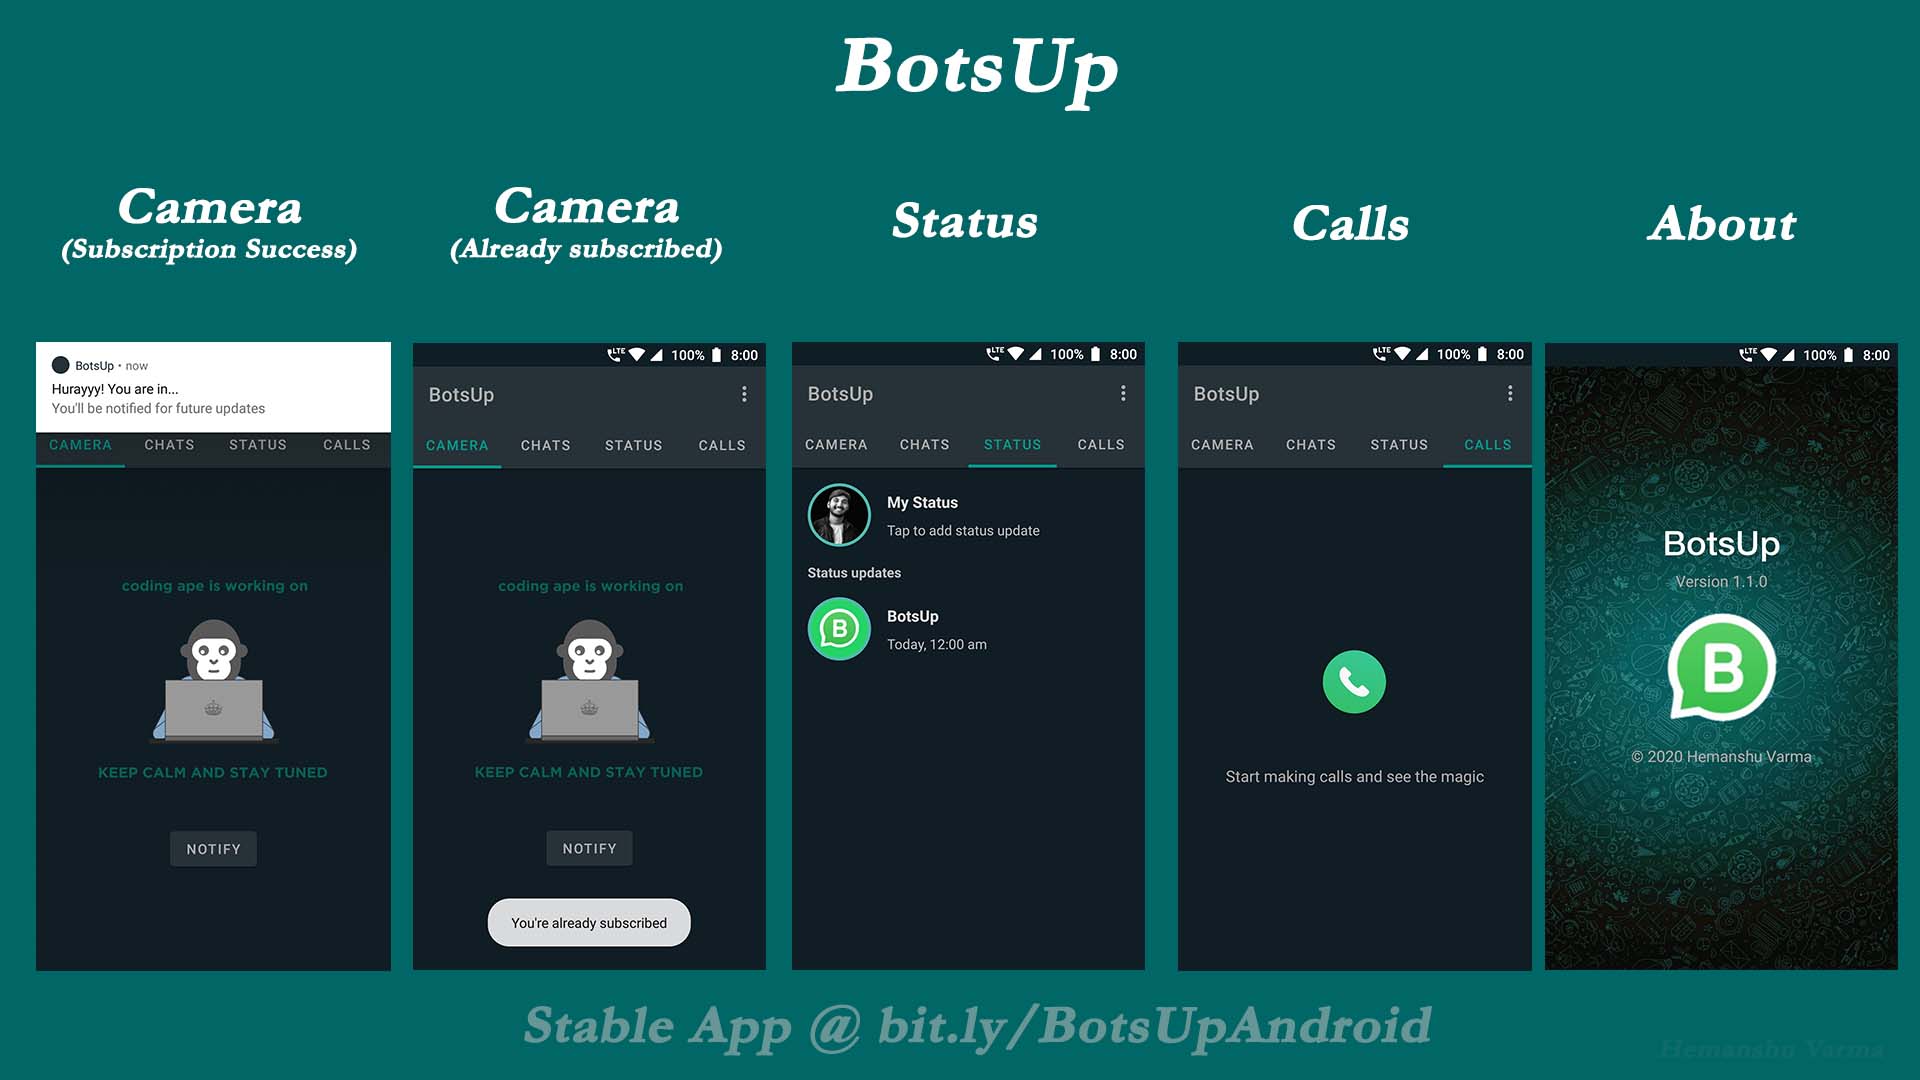 BotsUp
Camera
(Subscription Success)
Camera
(Already subscribed)
Status
Calls
About
BotsUp • now
Hurayyy! You are in...
You'll be notified for future updates
CAMERA CHATS STATUS CALLS
coding ape is working on
KEEP CALM AND STAY TUNED
NOTIFY
LTE 100% 8:00
BotsUp
CAMERA CHATS STATUS CALLS
coding ape is working on
KEEP CALM AND STAY TUNED
NOTIFY
You're already subscribed
LTE 100% 8:00
BotsUp
CAMERA CHATS STATUS CALLS
My Status
Tap to add status update
Status updates
B
BotsUp
Today, 12:00 am
LTE 100% 8:00
BotsUp
CAMERA CHATS STATUS CALLS
Start making calls and see the magic
LTE 100% 8:00
BotsUp
Version 1.1.0
B
© 2020 Hemanshu Varma
Stable App @ bit.ly/BotsUpAndroid
Hemanshu Varma